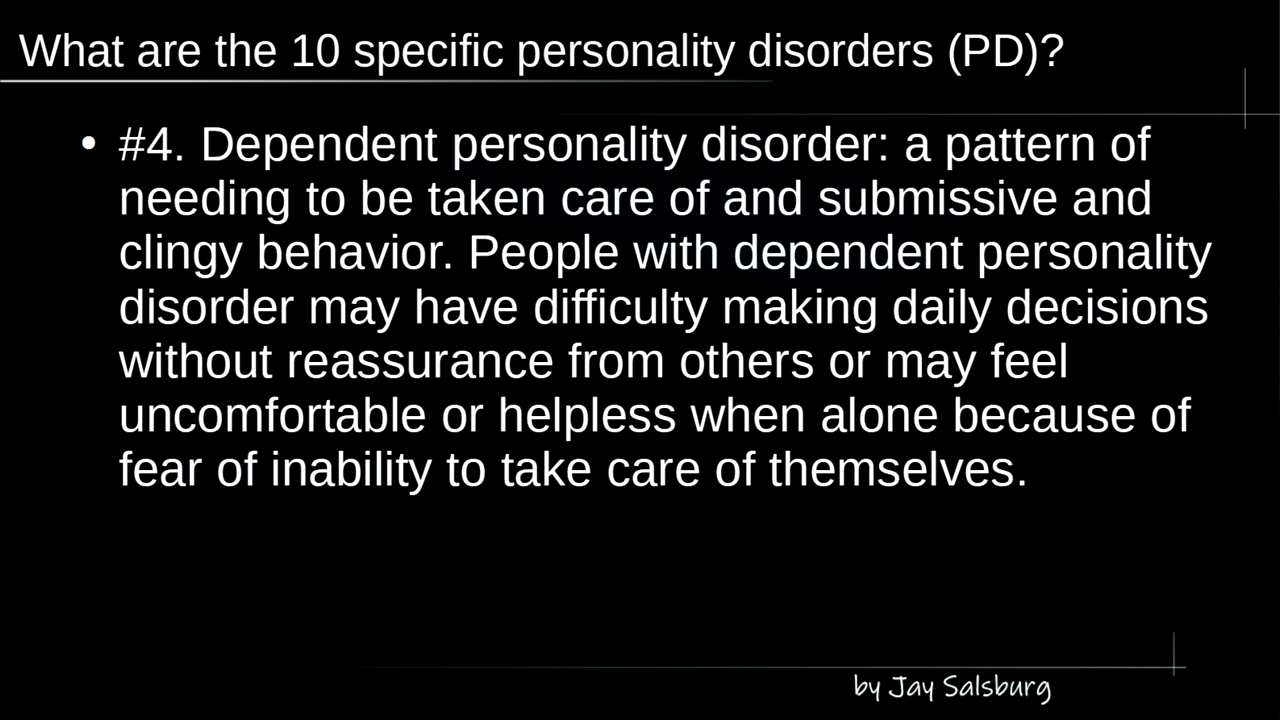 What are the 10 specific personality disorders (PD)?
• #4. Dependent personality disorder: a pattern of
needing to be taken care of and submissive and
clingy behavior. People with dependent personality
disorder may have difficulty making daily decisions
without reassurance from others or may feel
uncomfortable or helpless when alone because of
fear of inability to take care of themselves.
by Jay Salsburg